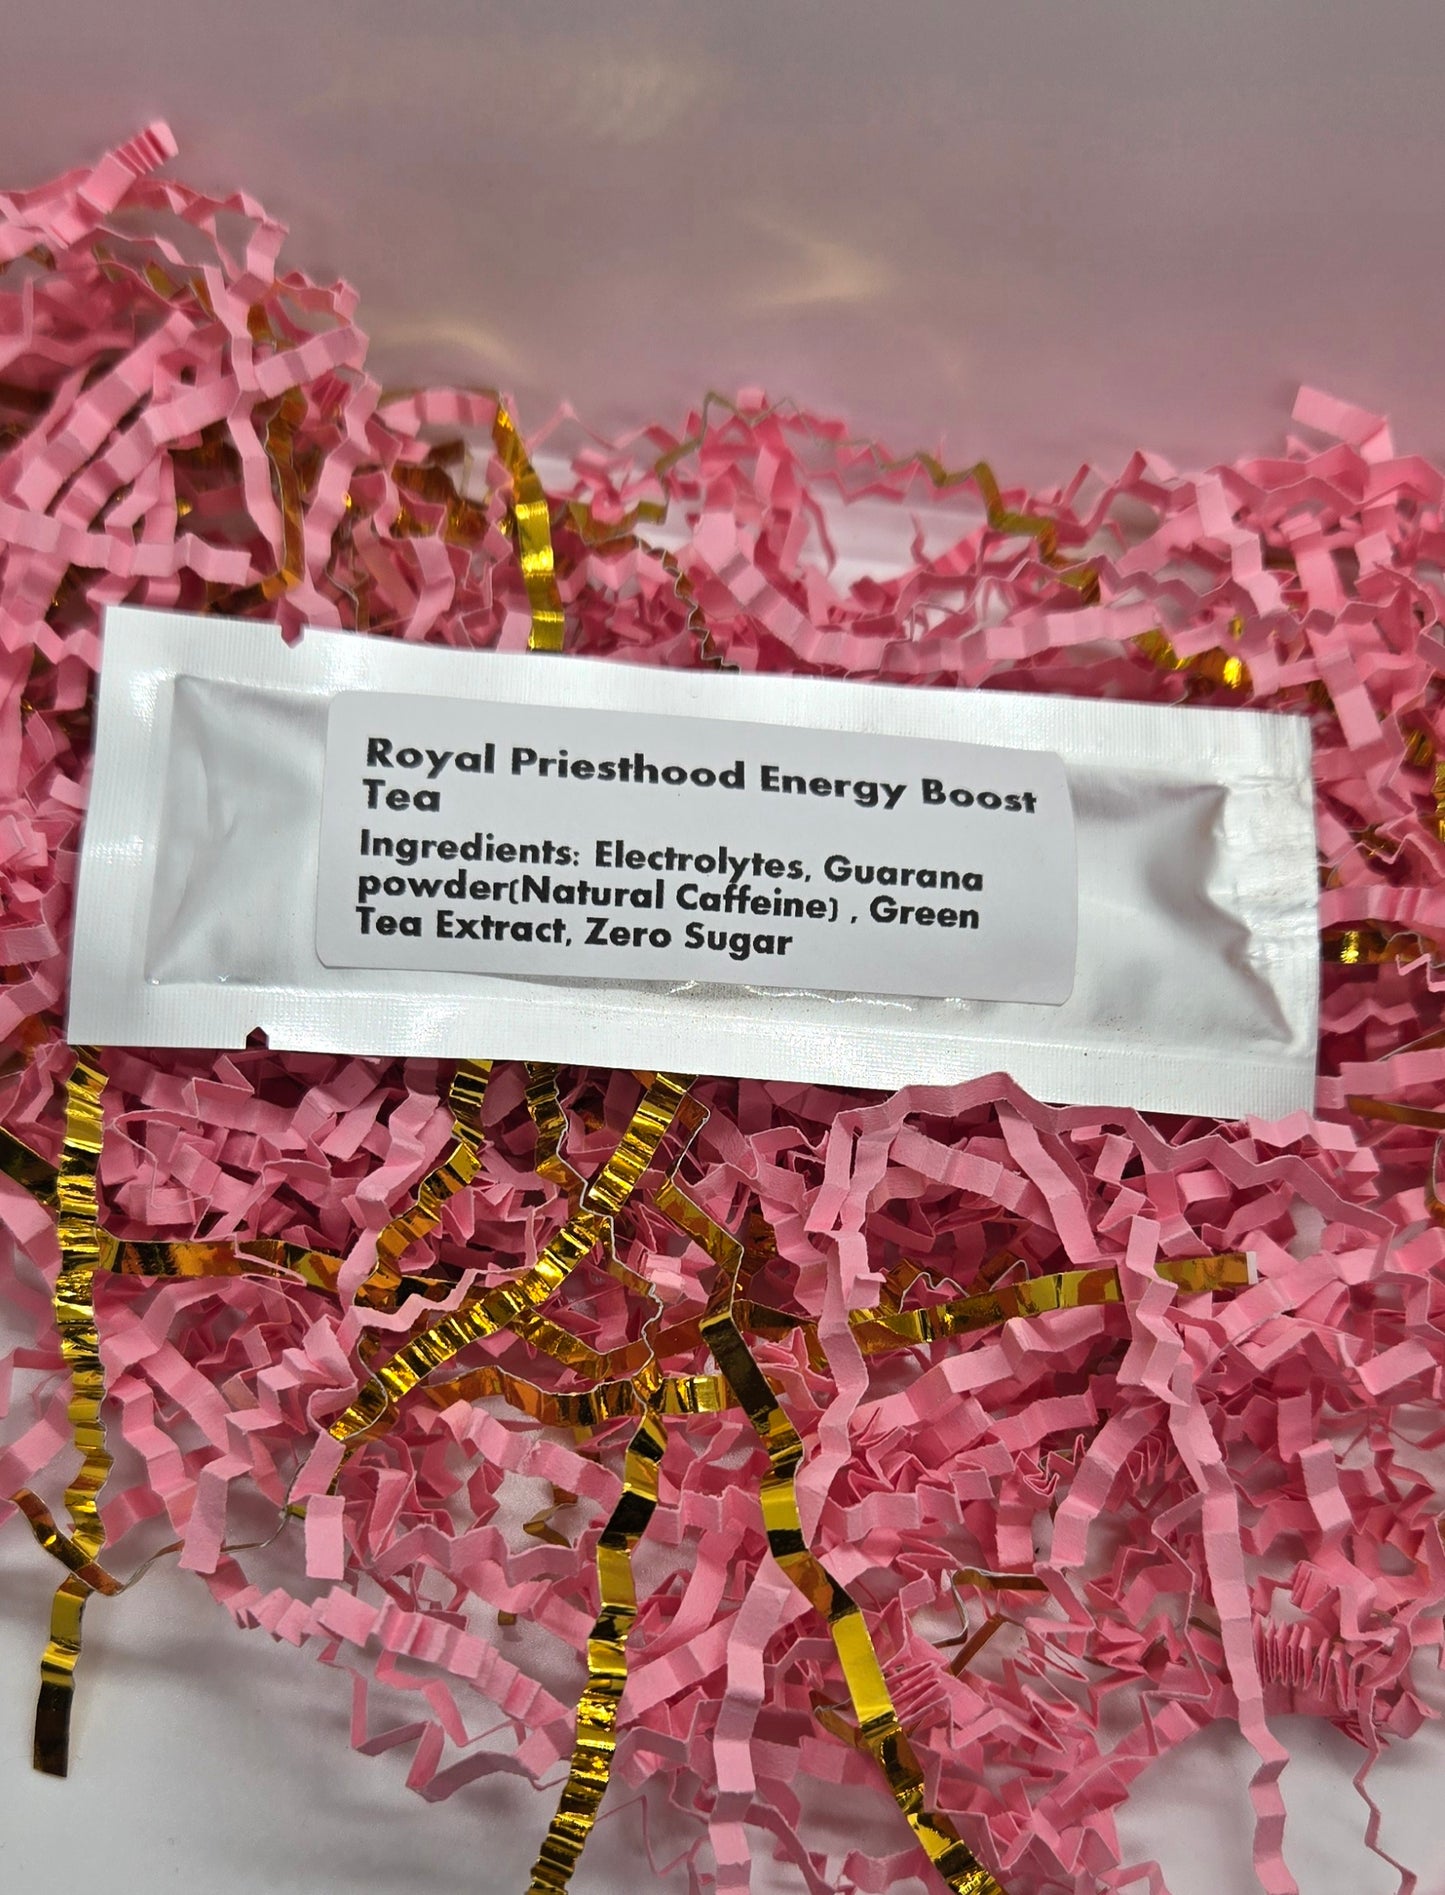 Royal Priesthood Energy Boost
Tea
Ingredients: Electrolytes, Guarana
powder(Natural Caffeine) , Green
Tea Extract, Zero Sugar